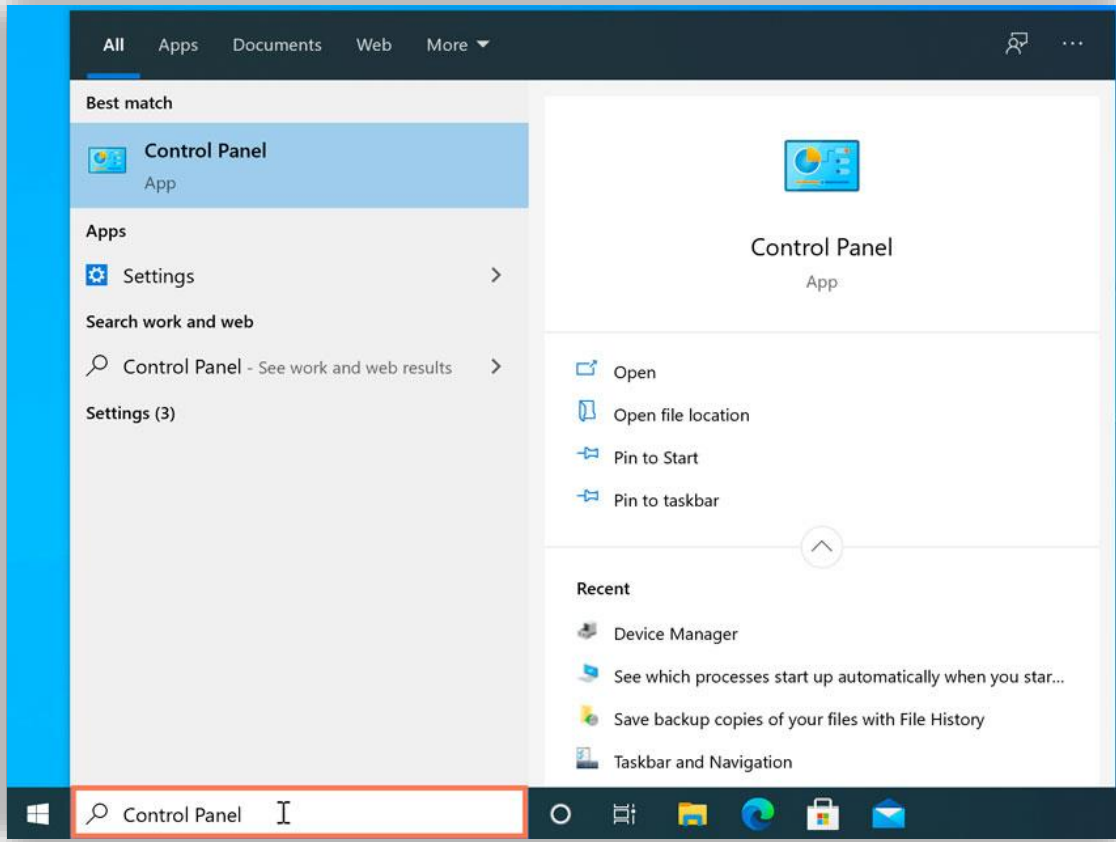 All Apps Documents Web More
Best match
Control Panel
App
Apps
Settings
Search work and web
Control Panel - See work and web results
Settings (3)
Control Panel
App
Open
Open file location
Pin to Start
Pin to taskbar
Recent
Device Manager
See which processes start up automatically when you star...
Save backup copies of your files with File History
Taskbar and Navigation
Control Panel